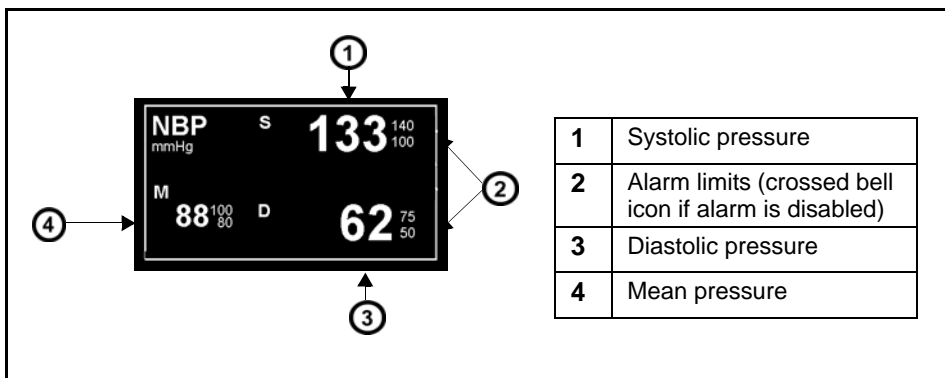 1
NBP S 133 140
mmHg 100
M
88 100 D 62 75
80 50
2
4
3
1 Systolic pressure
2 Alarm limits (crossed bell
icon if alarm is disabled)
3 Diastolic pressure
4 Mean pressure